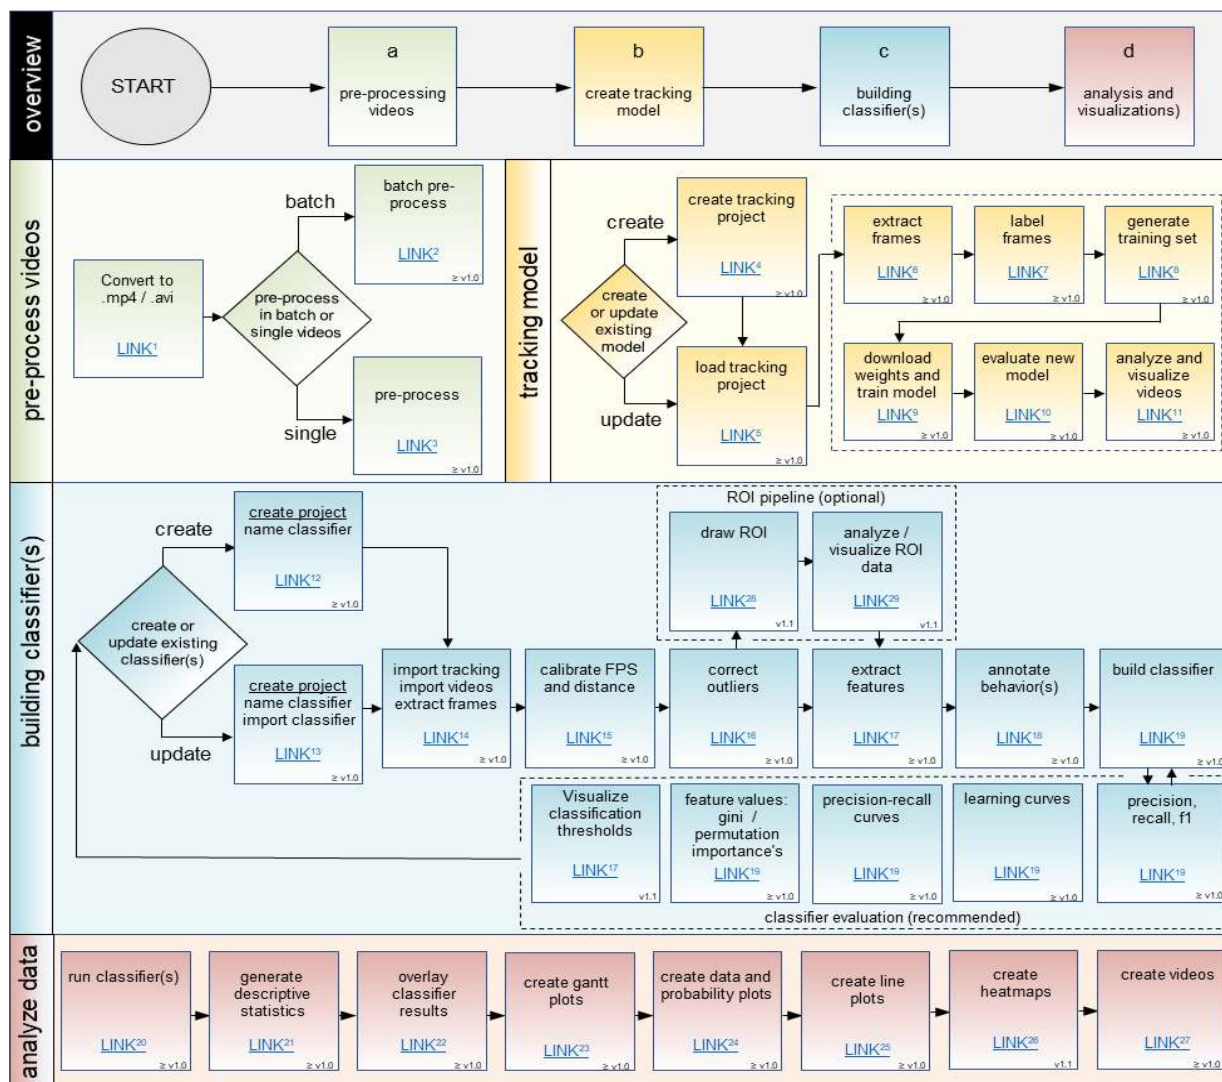 overview
START
a
pre-processing
videos
b
create tracking
model
c
building
classifier(s)
d
analysis and
visualizations)
pre-process videos
Convert to
.mp4 / .avi
LINK1
pre-process
in batch or
single videos
batch
batch pre-
process
LINK2
≥ v1.0
single
pre-process
LINK3
≥ v1.0
tracking model
create
or update
existing
model
create
create tracking
project
LINK4
≥ v1.0
update
load tracking
project
LINK5
≥ v1.0
extract
frames
LINK6
≥ v1.0
label
frames
LINK7
≥ v1.0
generate
training set
LINK8
≥ v1.0
download
weights and
train model
LINK9
≥ v1.0
evaluate new
model
LINK10
≥ v1.0
analyze and
visualize
videos
LINK11
≥ v1.0
building classifier(s)
create or
update existing
classifier(s)
create
create project
name classifier
LINK12
≥ v1.0
update
create project
name classifier
import classifier
LINK13
≥ v1.0
import tracking
import videos
extract frames
LINK14
≥ v1.0
calibrate FPS
and distance
LINK15
≥ v1.0
correct
outliers
LINK16
≥ v1.0
ROI pipeline (optional)
draw ROI
LINK28
v1.1
analyze /
visualize ROI
data
LINK29
v1.1
extract
features
LINK17
≥ v1.0
annotate
behavior(s)
LINK18
≥ v1.0
build classifier
LINK19
≥ v1.0
Visualize
classification
thresholds
LINK17
v1.1
feature values:
gini /
permutation
importance's
LINK19
≥ v1.0
precision-recall
curves
LINK19
≥ v1.0
learning curves
LINK19
≥ v1.0
precision,
recall, f1
LINK19
≥ v1.0
classifier evaluation (recommended)
analyze data
run classifier(s)
LINK20
≥ v1.0
generate
descriptive
statistics
LINK21
≥ v1.0
overlay
classifier
results
LINK22
≥ v1.0
create gantt
plots
LINK23
≥ v1.0
create data and
probability plots
LINK24
≥ v1.0
create line
plots
LINK25
≥ v1.0
create
heatmaps
LINK26
v1.1
create videos
LINK27
≥ v1.0